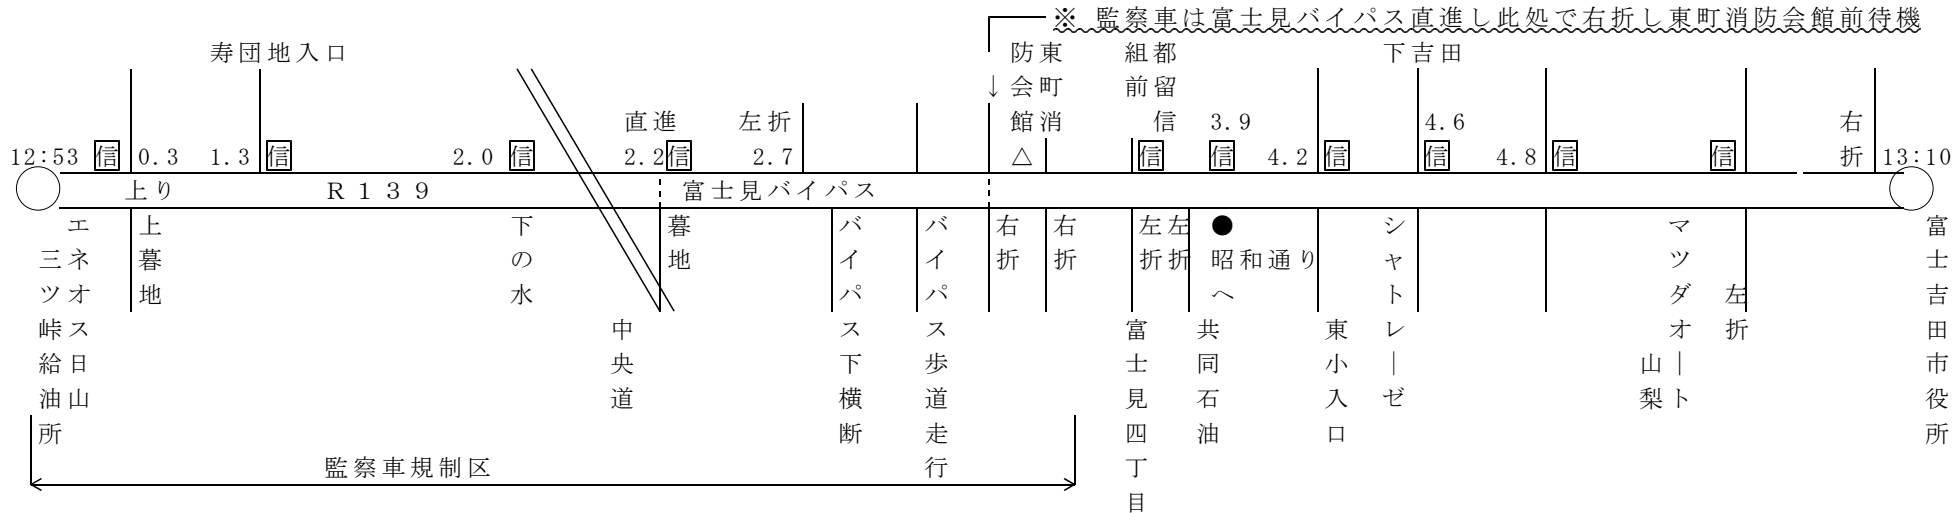 ※ 監察車は富士見バイパス直進し此処で右折し東町消防会館前待機
寿団地入口
東町消防会館
↓
都留信組前
下吉田
直進
左折
3.9
4.6
右折
12:53
信
0.3
1.3
信
2.0
信
2.2
信
2.7
△
信
信
4.2
信
信
4.8
信
信
13:10
上り
R139
富士見バイパス
エネオス日山
三ツ峠給油所
上暮地
下の水
中央道
暮地
バイパス下横断
バイパス歩道走行
右折
右折
左折
左折
富士見四丁目
●
昭和通り
へ
共同石油
東小入口
シャトレーゼ
山梨
マツダオート
左折
富士吉田市役所
監察車規制区